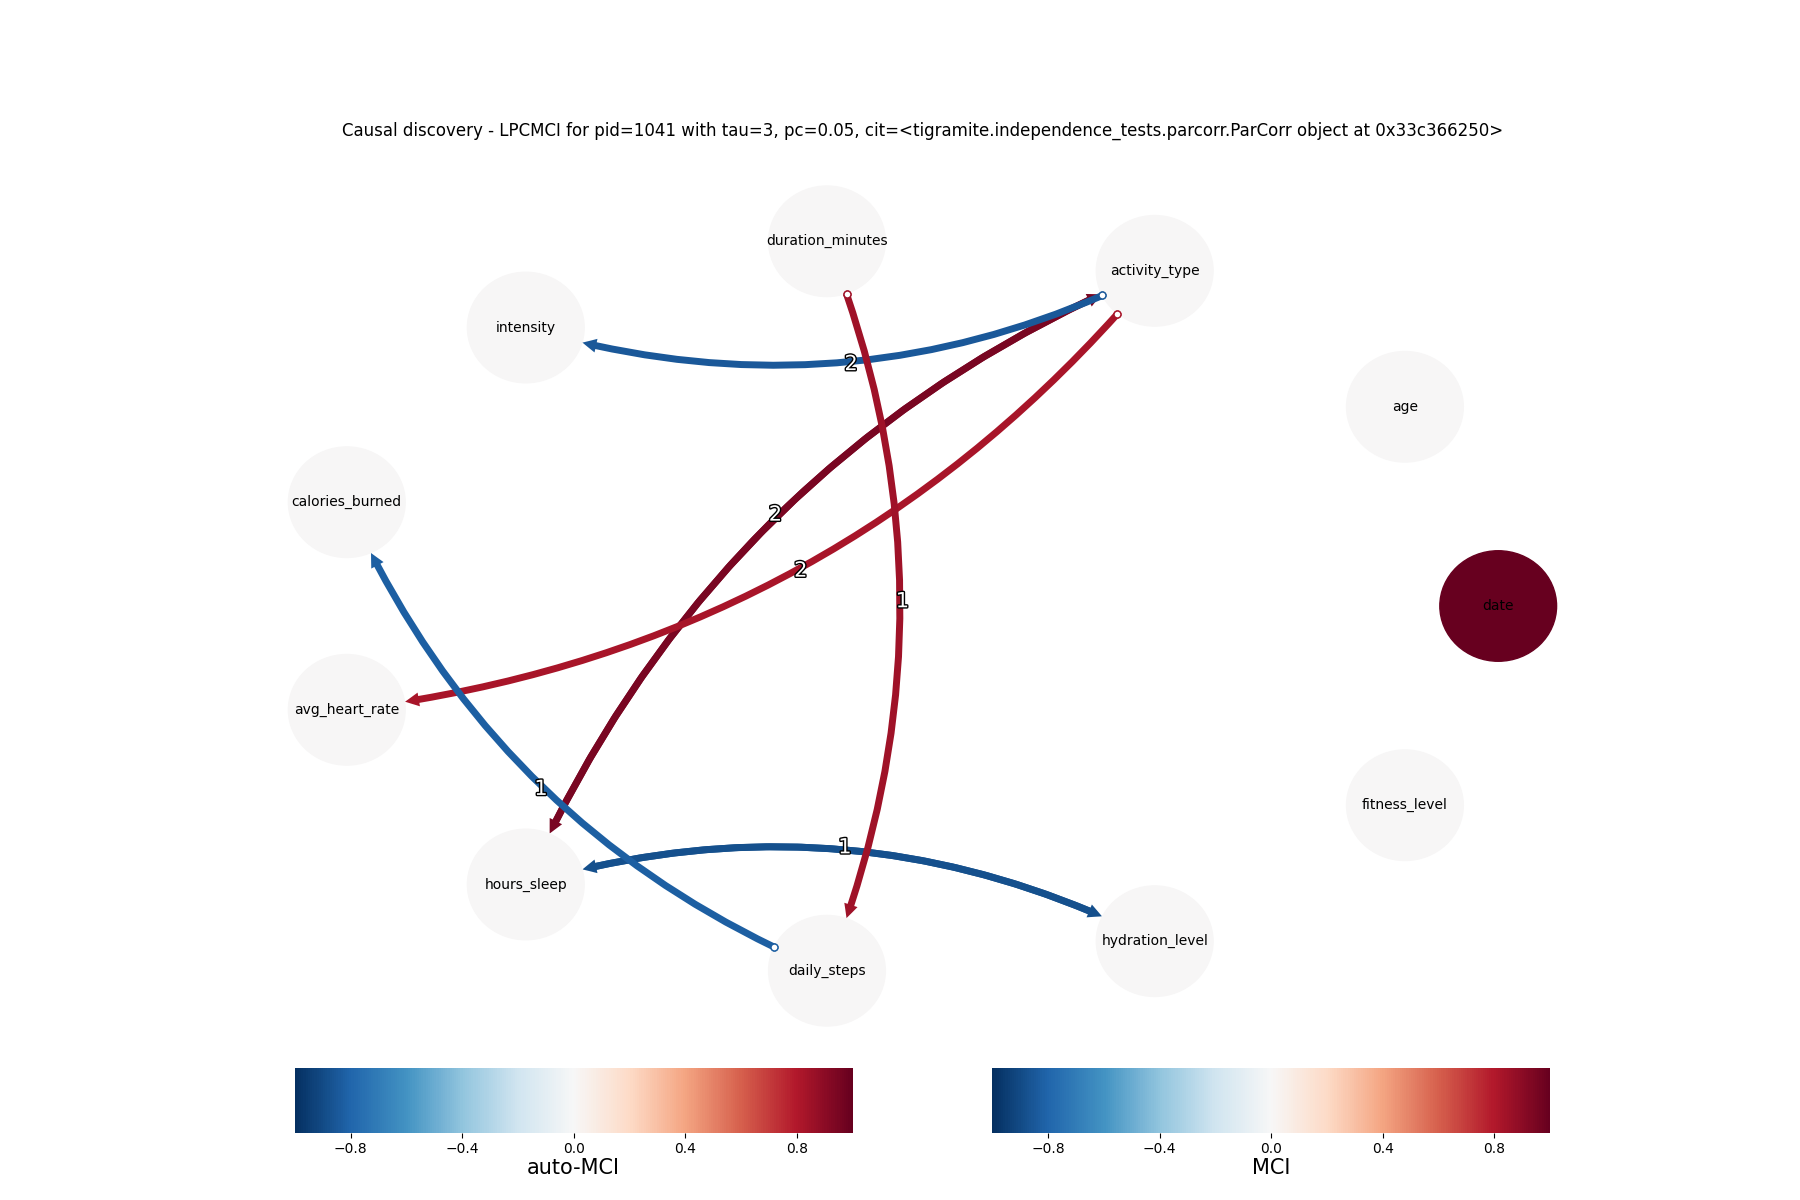 Causal discovery - LPCMCI for pid=1041 with tau=3, pc=0.05, cit=<tigramite.independence_tests.parcorr.ParCorr object at 0x33c366250>
duration_minutes
activity_type
intensity
2
age
calories_burned
2
2
1
date
avg_heart_rate
1
fitness_level
1
hours_sleep
hydration_level
daily_steps
−0.8 −0.4 0.0 0.4 0.8
auto-MCI
−0.8 −0.4 0.0 0.4 0.8
MCI